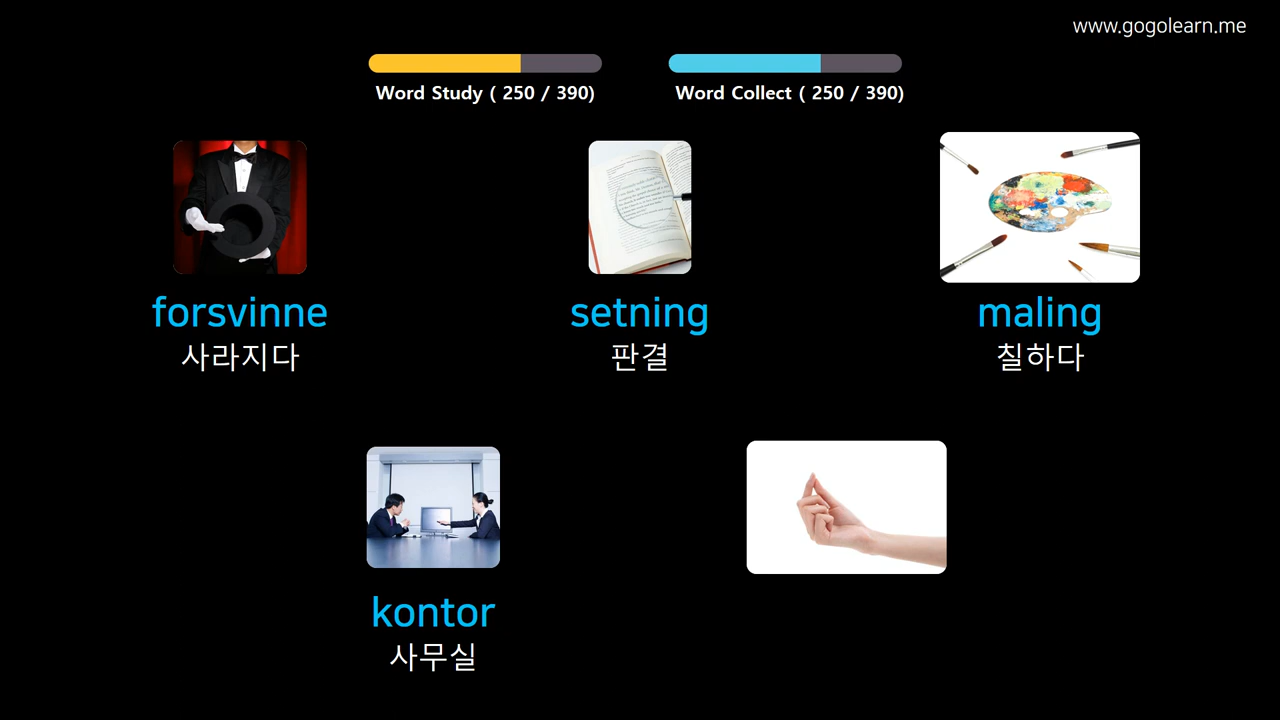 www.gogolearn.me
Word Study ( 250 / 390)
Word Collect ( 250 / 390)
forsvinne
사라지다
setning
판결
maling
칠하다
kontor
사무실